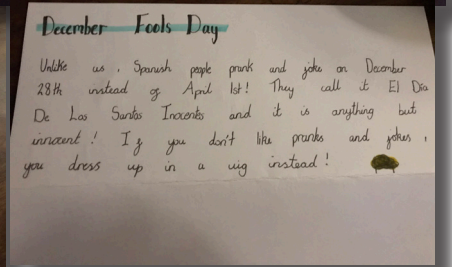 December Fools Day
Unlike us, Spanish people prank and joke on December
28th instead of April 1st! They call it El Día
De Los Santos Inocentes and it is anything but
innocent! If you don't like pranks and jokes,
you dress up in a wig instead!